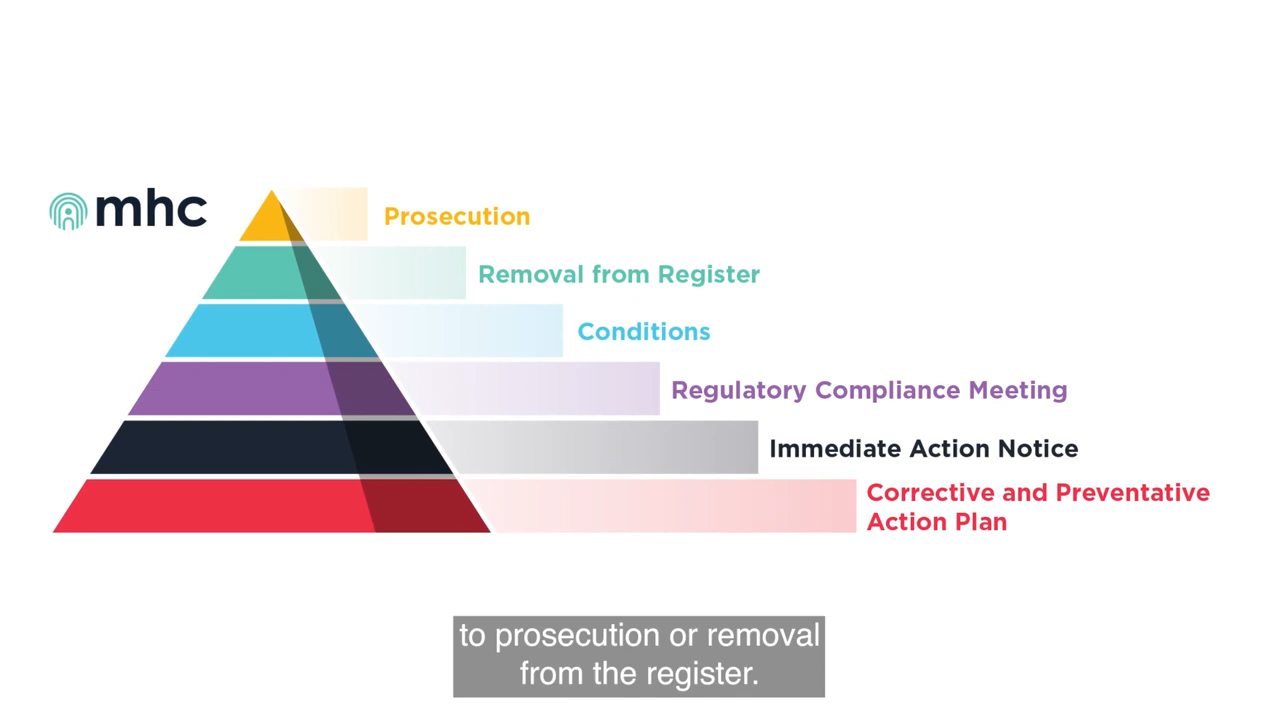 mhc
Prosecution
Removal from Register
Conditions
Regulatory Compliance Meeting
Immediate Action Notice
Corrective and Preventative
Action Plan
to prosecution or removal
from the register.